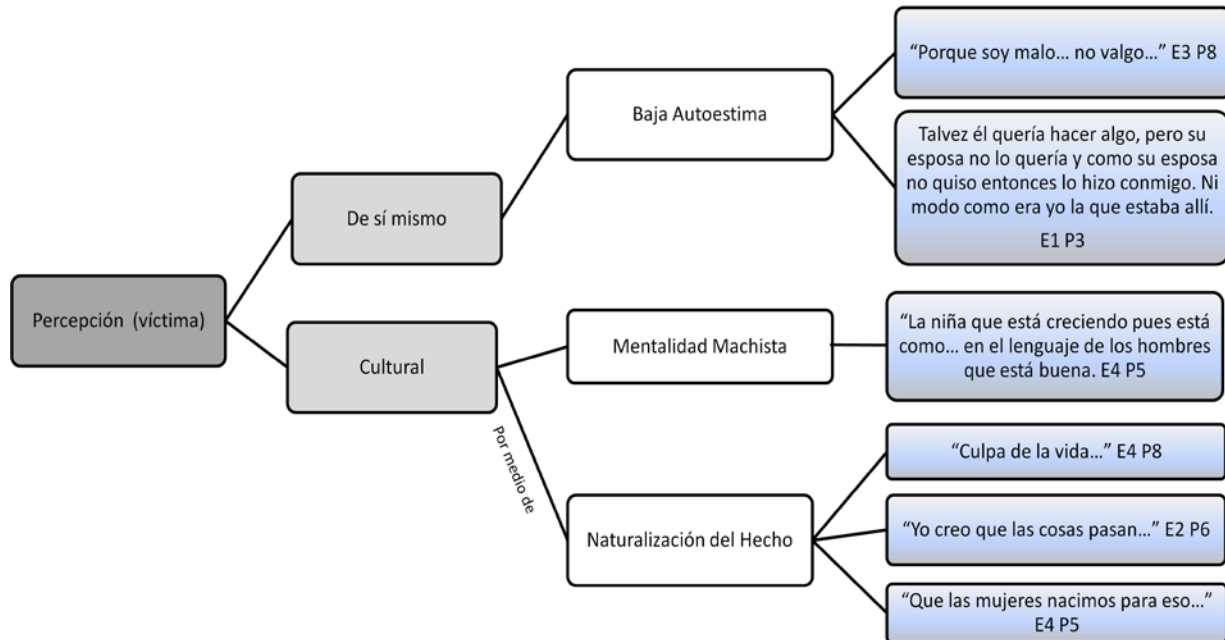 Percepción (víctima)
De sí mismo
Cultural
Por medio de
Baja Autoestima
Mentalidad Machista
Naturalización del Hecho
“Porque soy malo… no valgo…” E3 P8
Talvez él quería hacer algo, pero su
esposa no lo quería y como su esposa
no quiso entonces lo hizo conmigo. Ni
modo como era yo la que estaba allí.
E1 P3
“La niña que está creciendo pues está
como… en el lenguaje de los hombres
que está buena. E4 P5
“Culpa de la vida…” E4 P8
“Yo creo que las cosas pasan…” E2 P6
“Que las mujeres nacimos para eso…”
E4 P5